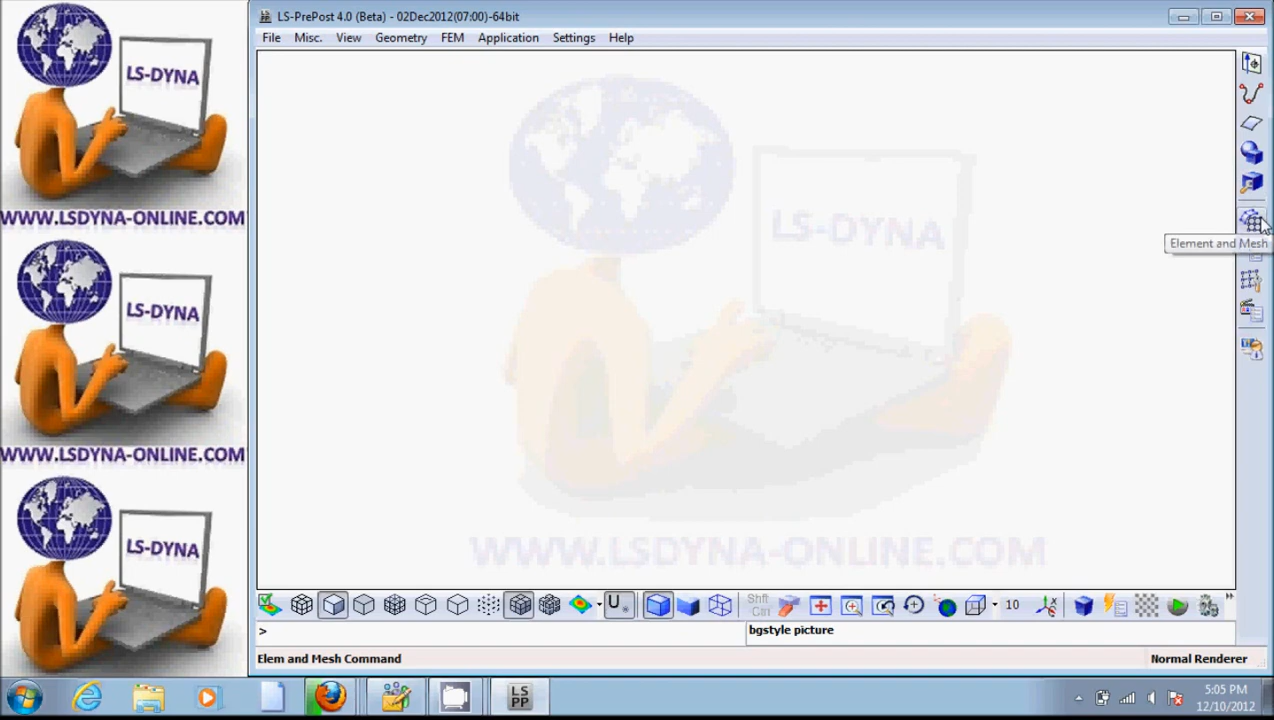 LS-DYNA
WWW.LSDYNA-ONLINE.COM
LS-DYNA
WWW.LSDYNA-ONLINE.COM
LS-DYNA
LS-PrePost 4.0 (Beta) - 02Dec2012(07:00)-64bit
File Misc. View Geometry FEM Application Settings Help
LS-DYNA
WWW.LSDYNA-ONLINE.COM
Element and Mesh
U
Shft
Ctrl
10
>
bgstyle picture
Elem and Mesh Command
Normal Renderer
LS
PP
5:05 PM
12/10/2012